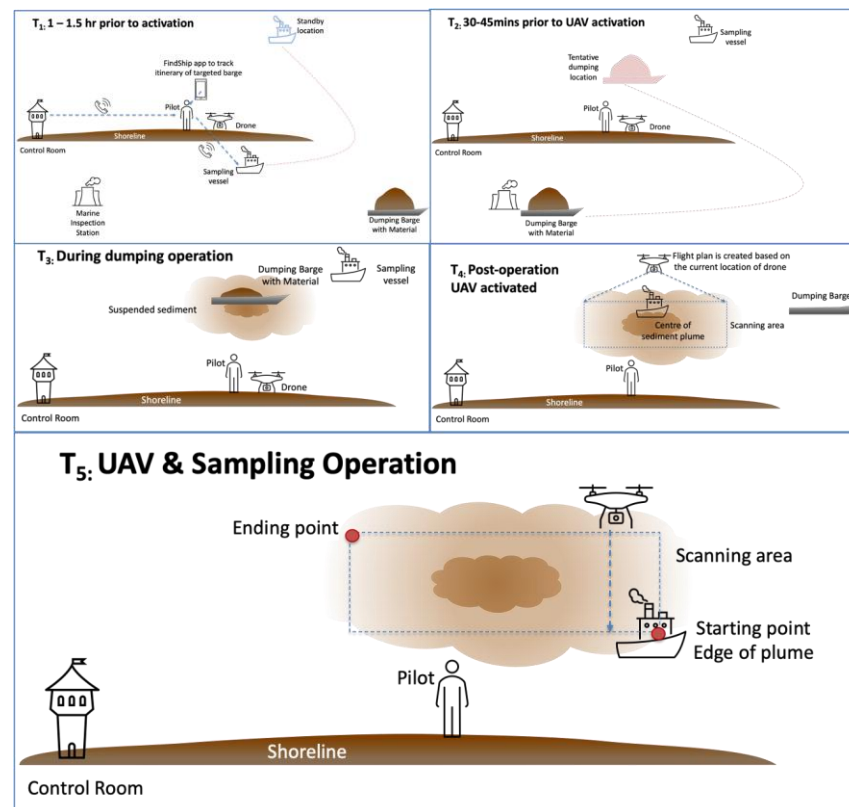 T1: 1 – 1.5 hr prior to activation
Standby
location
FindShip app to track
itinerary of targeted barge
Pilot
Drone
Shoreline
Control Room
Sampling
vessel
Marine
Inspection
Station
Dumping Barge
with Material
T2: 30-45mins prior to UAV activation
Sampling
vessel
Tentative
dumping
location
Pilot
Drone
Shoreline
Control Room
Dumping Barge
with Material
T3: During dumping operation
Dumping Barge
with Material
Sampling
vessel
Suspended sediment
Pilot
Drone
Shoreline
Control Room
T4: Post-operation
UAV activated
Flight plan is created based on
the current location of drone
Dumping Barge
Centre of
sediment plume
Scanning area
Pilot
Shoreline
Control Room
T5: UAV & Sampling Operation
Ending point
Scanning area
Starting point
Edge of plume
Pilot
Shoreline
Control Room